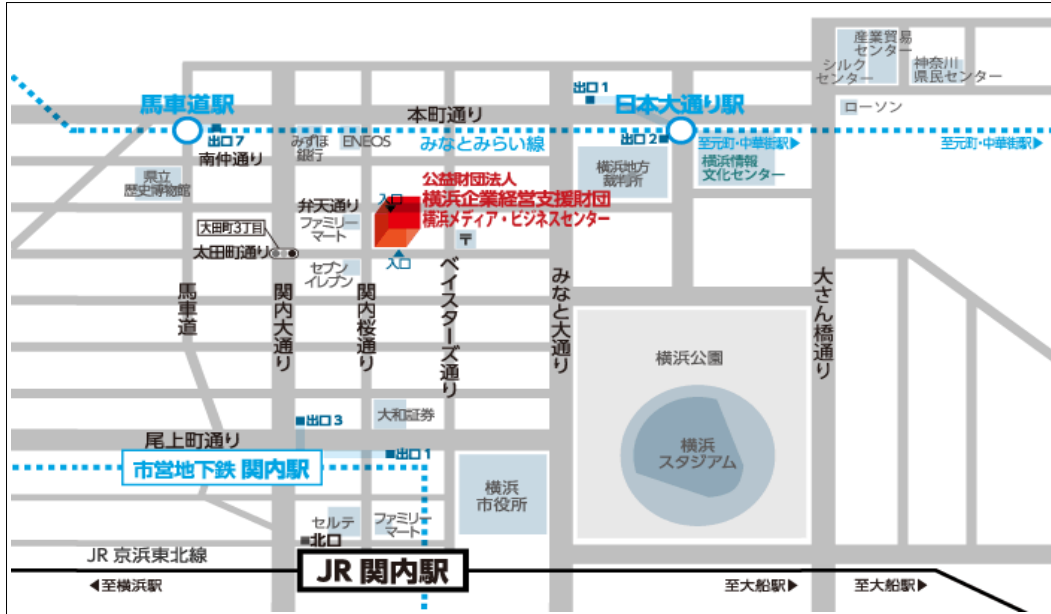 産業貿易
センター
シルク
センター
神奈川
県民センター
出口1
馬車道駅
本町通り
日本大通り駅
ローソン
出口7
南仲通り
みずほ
銀行
ENEOS
みなとみらい線
出口2
至元町・中華街駅▶
至元町・中華街駅▶
横浜地方
裁判所
横浜情報
文化センター
県立
歴史博物館
公益財団法人
横浜企業経営支援財団
横浜メディア・ビジネスセンター
入口
弁天通り
ファミリー
マート
大田町3丁目
太田町通り
〒
入口
セブン
イレブン
馬車道
関内大通り
関内桜通り
ベイスターズ通り
みなと大通り
大さん橋通り
横浜公園
横浜
スタジアム
大和証券
出口3
尾上町通り
出口1
市営地下鉄 関内駅
横浜
市役所
セルテ
ファミリー
マート
北口
JR 京浜東北線
JR 関内駅
◀至横浜駅
至大船駅▶
至大船駅▶